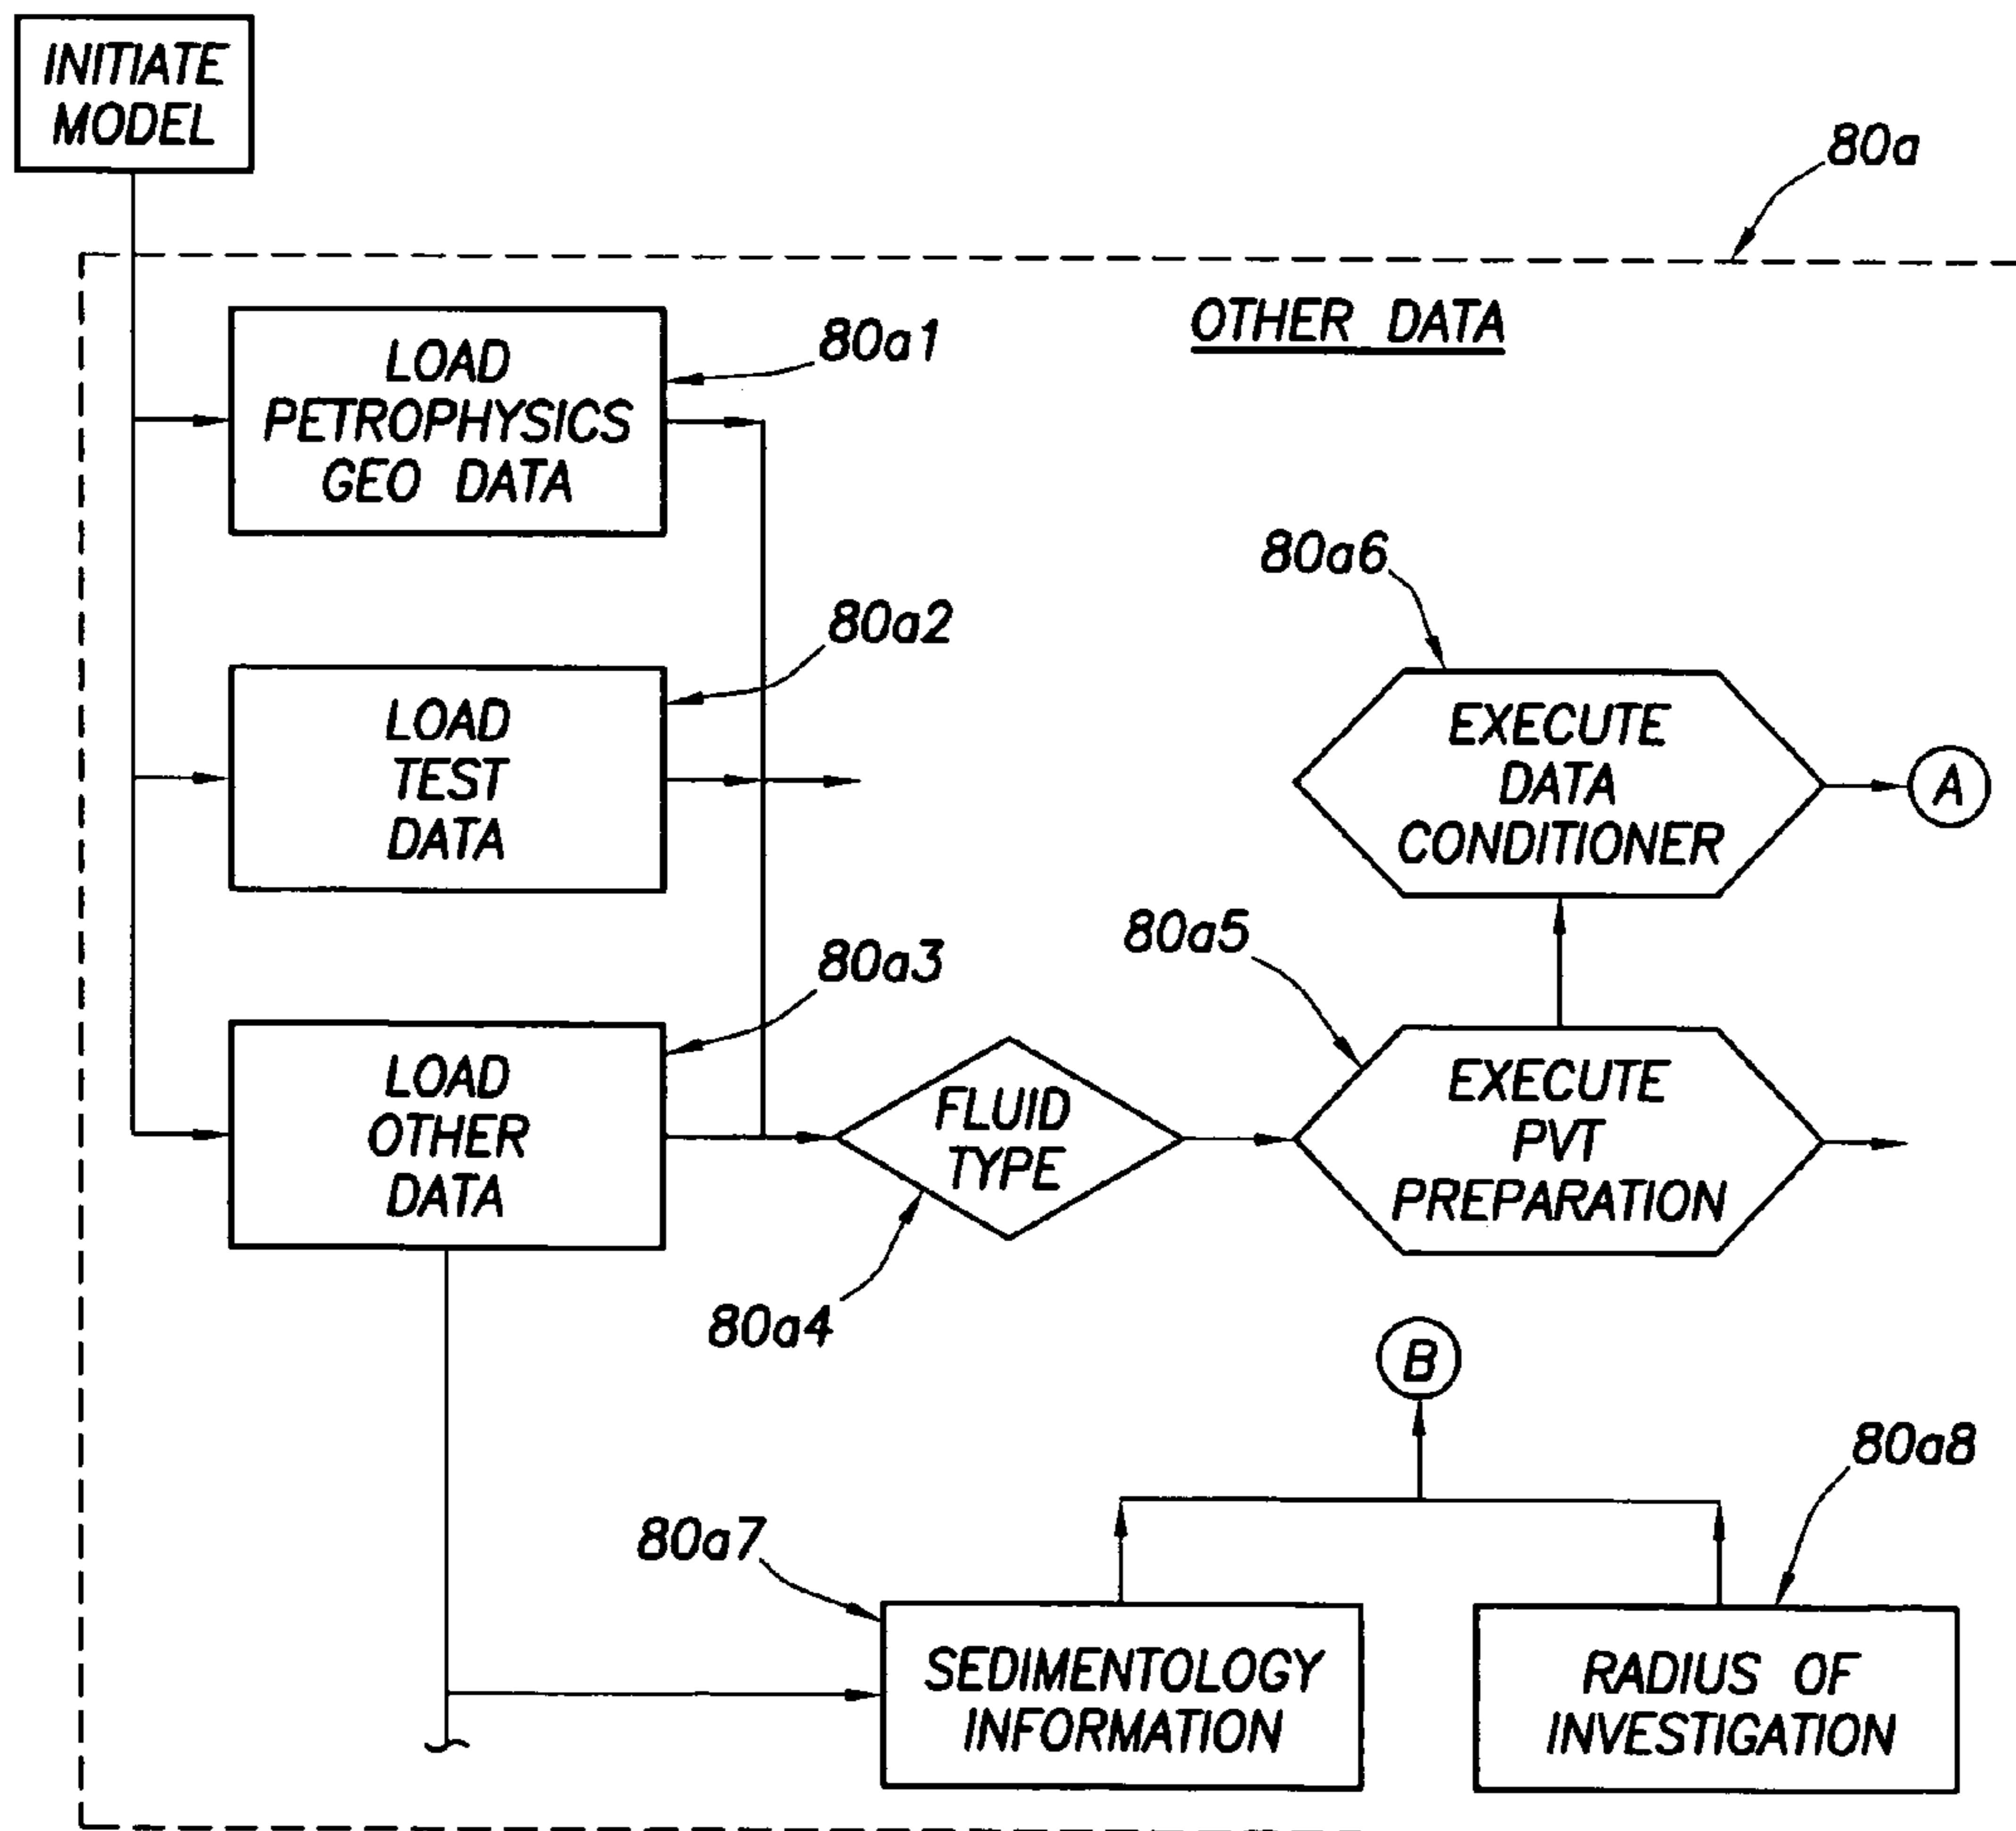 INITIATE
MODEL
80a
OTHER DATA
LOAD
PETROPHYSICS
GEO DATA
80a1
LOAD
TEST
DATA
80a2
80a6
EXECUTE
DATA
CONDITIONER
A
LOAD
OTHER
DATA
80a3
FLUID
TYPE
80a4
80a5
EXECUTE
PVT
PREPARATION
B
80a7
SEDIMENTOLOGY
INFORMATION
80a8
RADIUS OF
INVESTIGATION